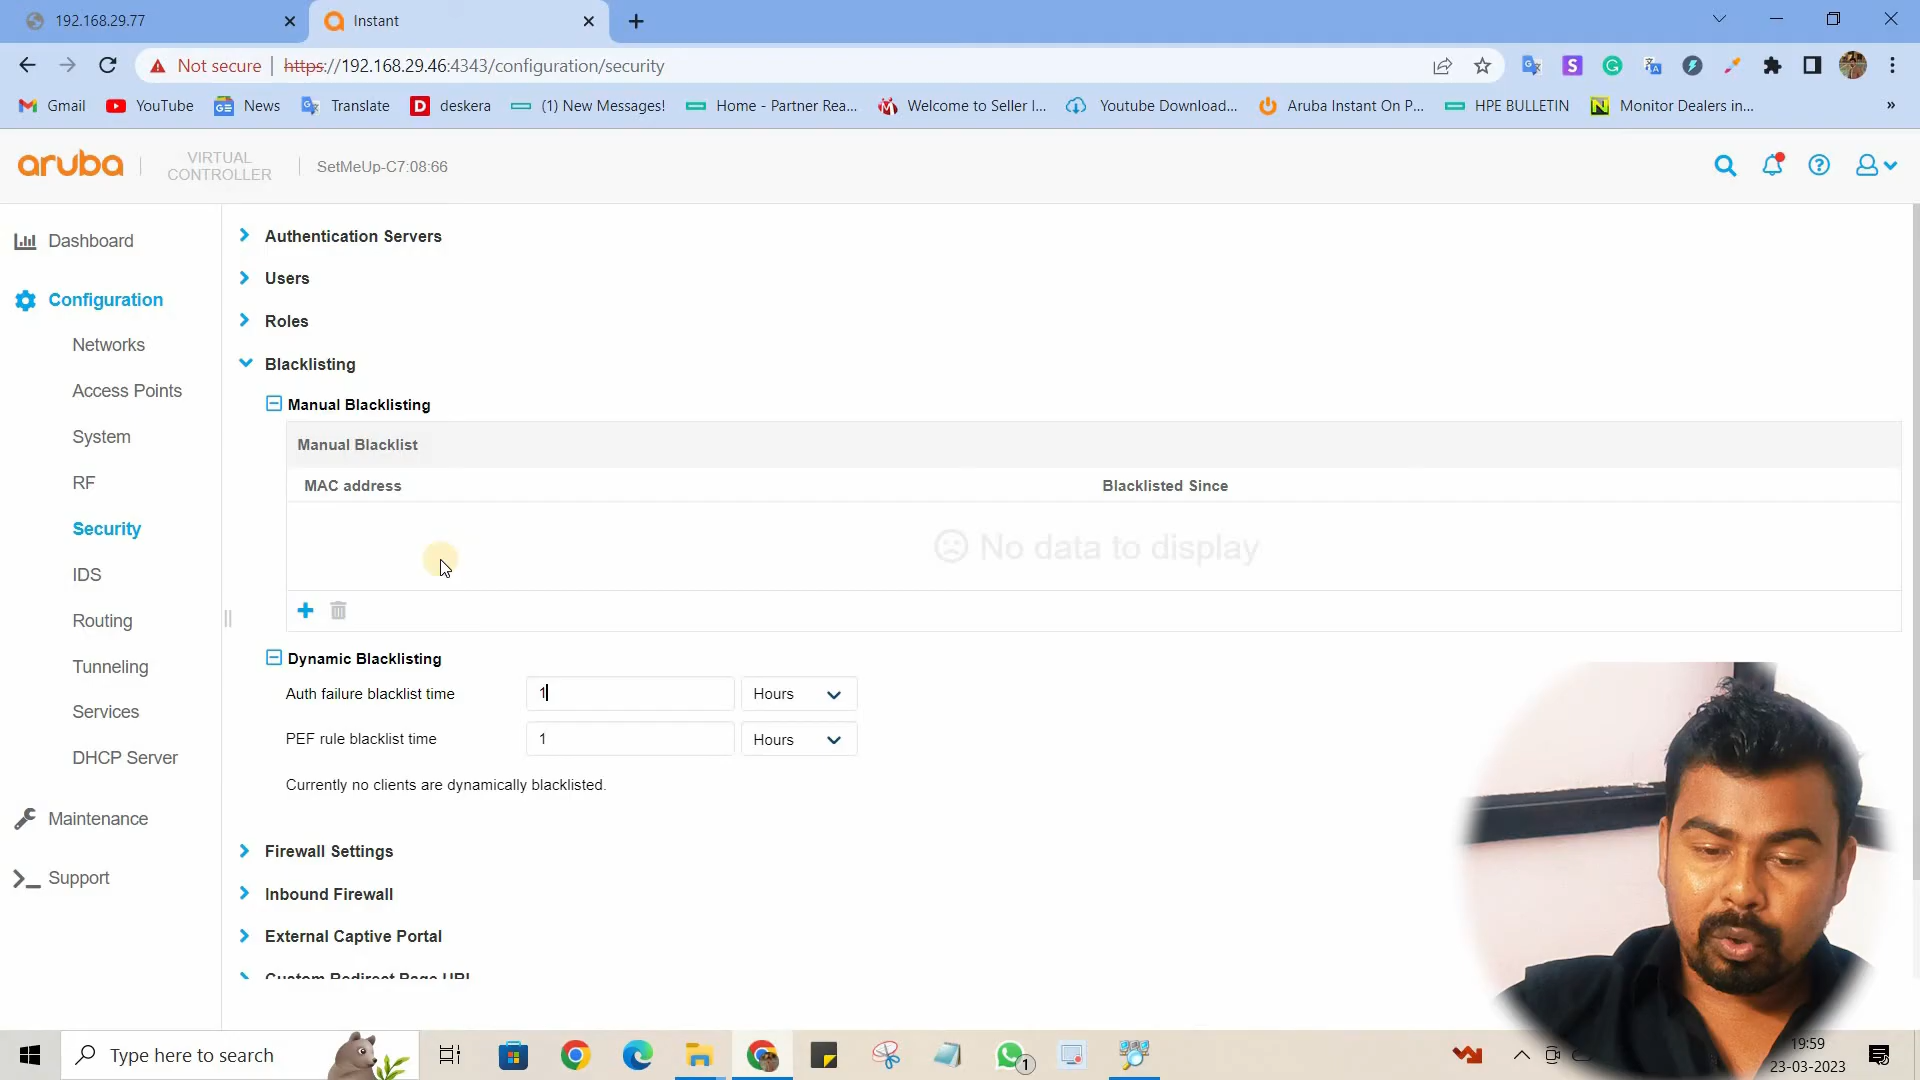 192.168.29.77
Instant
Not secure
https://192.168.29.46:4343/configuration/security
Gmail
YouTube
News
Translate
deskera
(1) New Messages!
Home - Partner Rea...
Welcome to Seller I...
Youtube Download...
Aruba Instant On P...
HPE BULLETIN
Monitor Dealers in...
»
aruba
VIRTUAL
CONTROLLER
SetMeUp-C7:08:66
Dashboard
Configuration
Networks
Access Points
System
RF
Security
IDS
Routing
Tunneling
Services
DHCP Server
Maintenance
Support
Authentication Servers
Users
Roles
Blacklisting
Manual Blacklisting
Manual Blacklist
MAC address
Blacklisted Since
No data to display
Dynamic Blacklisting
Auth failure blacklist time
1
Hours
PEF rule blacklist time
1
Hours
Currently no clients are dynamically blacklisted.
Firewall Settings
Inbound Firewall
External Captive Portal
Custom Redirect Page URL
Type here to search
1
19:59
23-03-2023